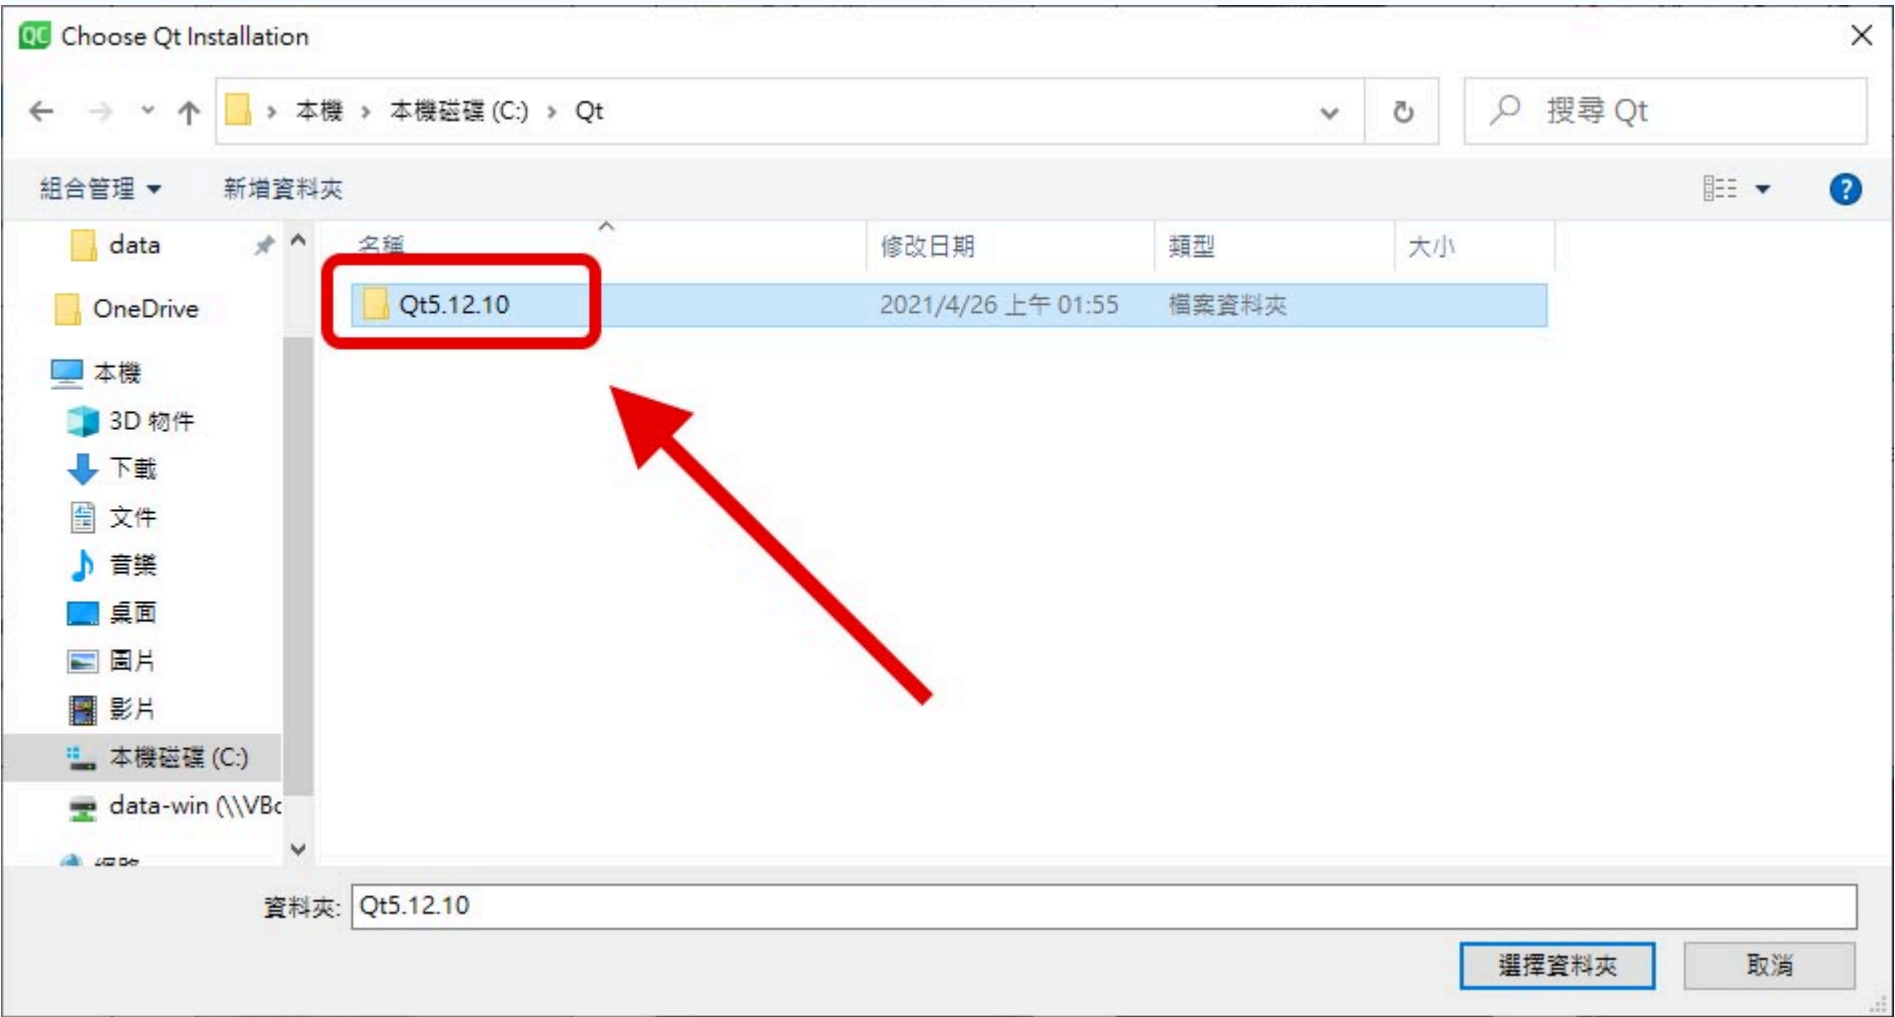 QC Choose Qt Installation
本機 › 本機磁碟 (C:) › Qt
搜尋 Qt
組合管理 新增資料夾
名稱 修改日期 類型 大小
Qt5.12.10 2021/4/26 上午 01:55 檔案資料夾
data
OneDrive
本機
3D 物件
下載
文件
音樂
桌面
圖片
影片
本機磁碟 (C:)
data-win (\\VBo
網路
資料夾: Qt5.12.10
選擇資料夾 取消